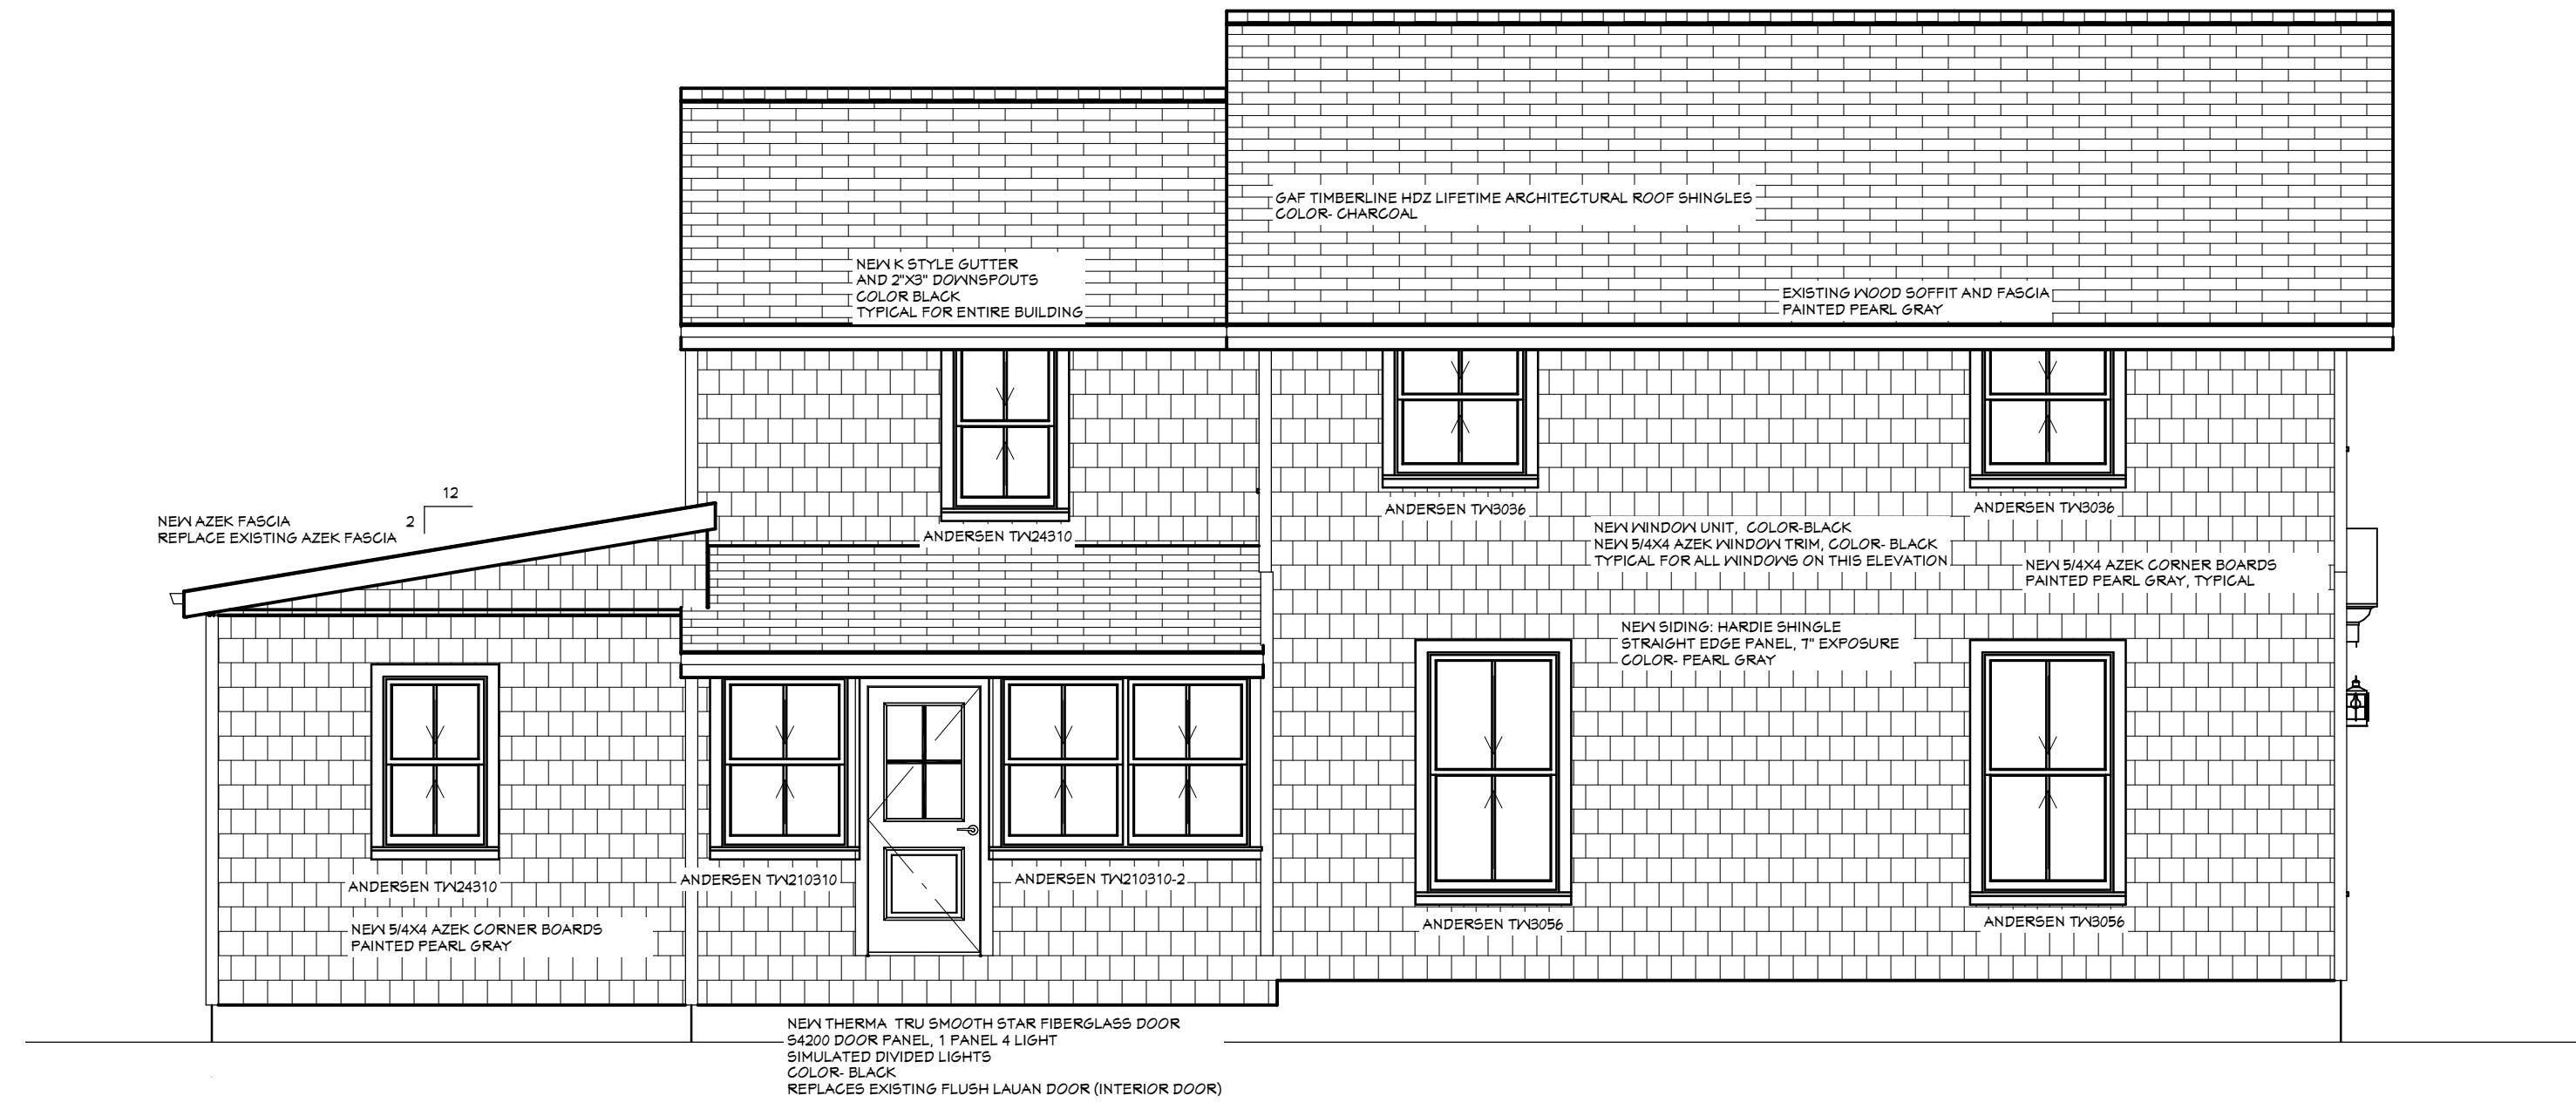 GAF TIMBERLINE HDZ LIFETIME ARCHITECTURAL ROOF SHINGLES
COLOR- CHARCOAL
NEW K STYLE GUTTER
AND 2"X3" DOWNSPOUTS
COLOR BLACK
TYPICAL FOR ENTIRE BUILDING
EXISTING WOOD SOFFIT AND FASCIA
PAINTED PEARL GRAY
12
2
NEW AZEK FASCIA
REPLACE EXISTING AZEK FASCIA
ANDERSEN TW24310
ANDERSEN TW3036
ANDERSEN TW3036
NEW WINDOW UNIT, COLOR-BLACK
NEW 5/4X4 AZEK WINDOW TRIM, COLOR- BLACK
TYPICAL FOR ALL WINDOWS ON THIS ELEVATION
NEW 5/4X4 AZEK CORNER BOARDS
PAINTED PEARL GRAY, TYPICAL
NEW SIDING: HARDIE SHINGLE
STRAIGHT EDGE PANEL, 7" EXPOSURE
COLOR- PEARL GRAY
ANDERSEN TW24310
ANDERSEN TW210310
ANDERSEN TW210310-2
ANDERSEN TW3056
ANDERSEN TW3056
NEW 5/4X4 AZEK CORNER BOARDS
PAINTED PEARL GRAY
NEW THERMA TRU SMOOTH STAR FIBERGLASS DOOR
S4200 DOOR PANEL, 1 PANEL 4 LIGHT
SIMULATED DIVIDED LIGHTS
COLOR- BLACK
REPLACES EXISTING FLUSH LAUAN DOOR (INTERIOR DOOR)